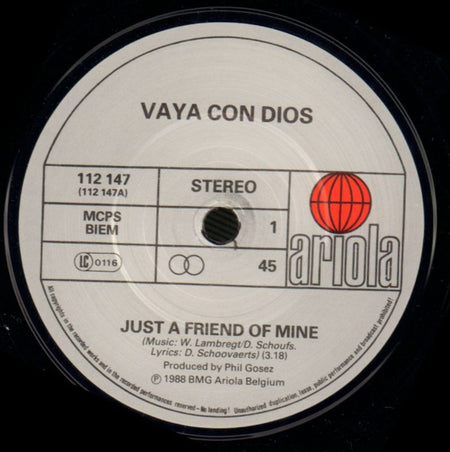 VAYA CON DIOS
112 147
(112 147A)
STEREO
MCPS
BIEM
1
LC 0116
45
ariola
JUST A FRIEND OF MINE
(Music: W. Lambregt/D. Schoufs.
Lyrics: D. Schoovaerts) (3.18)
Produced by Phil Gosez
Ⓟ 1988 BMG Ariola Belgium
All copyrights in the recorded works and in the recorded performances reserved – No lending! Unauthorized duplication, lease, public performance and broadcast prohibited!